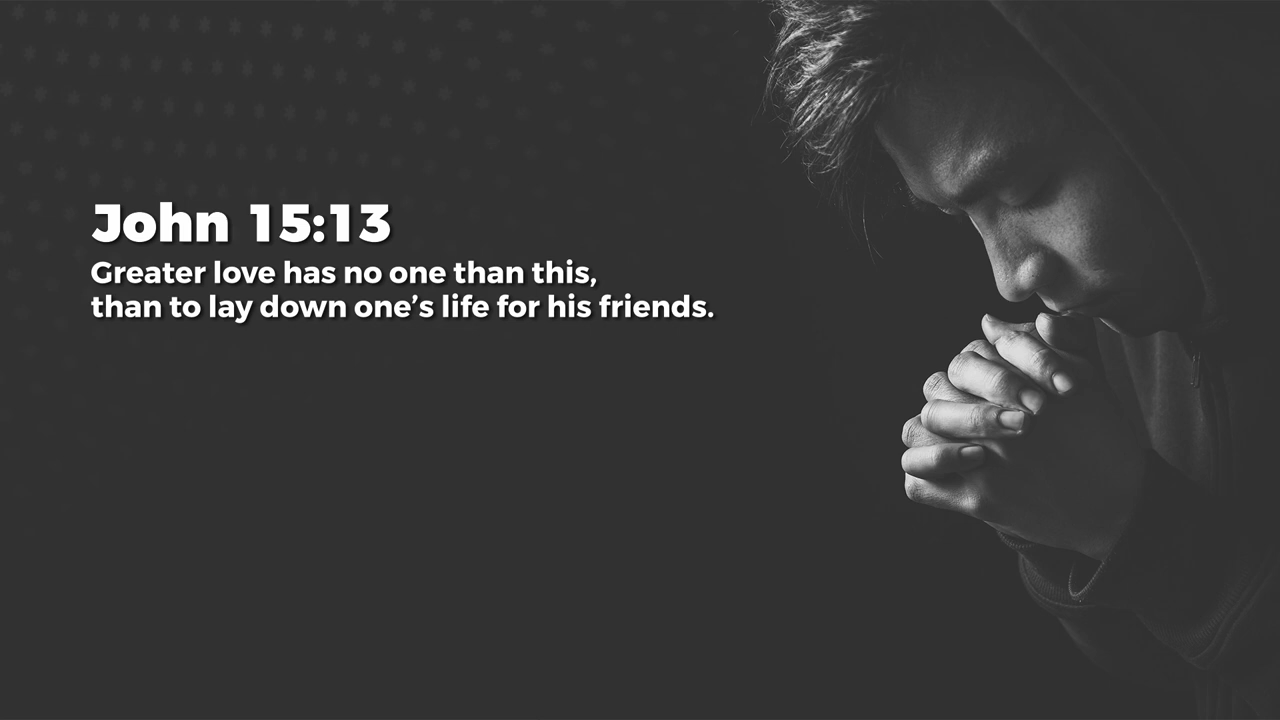 John 15:13
Greater love has no one than this,
than to lay down one’s life for his friends.